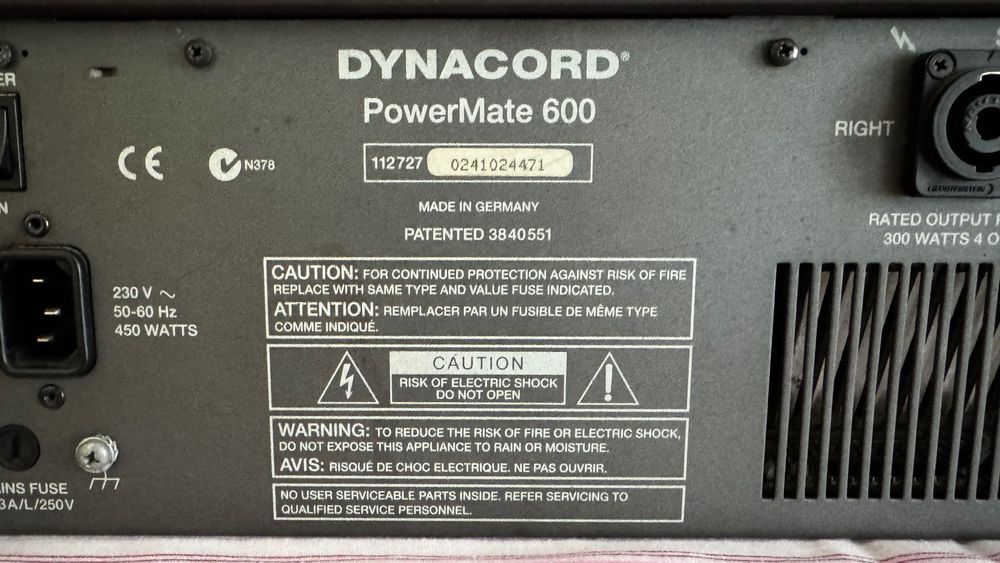 DYNACORD®
PowerMate 600
ER
N
CE
N378
112727 0241024471
MADE IN GERMANY
PATENTED 3840551
RIGHT
LIECHTENSTEIN
RATED OUTPUT
300 WATTS 4
230 V ~
50-60 Hz
450 WATTS
CAUTION: FOR CONTINUED PROTECTION AGAINST RISK OF FIRE
REPLACE WITH SAME TYPE AND VALUE FUSE INDICATED.
ATTENTION: REMPLACER PAR UN FUSIBLE DE MÊME TYPE
COMME INDIQUÉ.
CAUTION
RISK OF ELECTRIC SHOCK
DO NOT OPEN
WARNING: TO REDUCE THE RISK OF FIRE OR ELECTRIC SHOCK,
DO NOT EXPOSE THIS APPLIANCE TO RAIN OR MOISTURE.
AVIS: RISQUÉ DE CHOC ELECTRIQUE. NE PAS OUVRIR.
NO USER SERVICEABLE PARTS INSIDE. REFER SERVICING TO
QUALIFIED SERVICE PERSONNEL.
INS FUSE
3A/L/250V